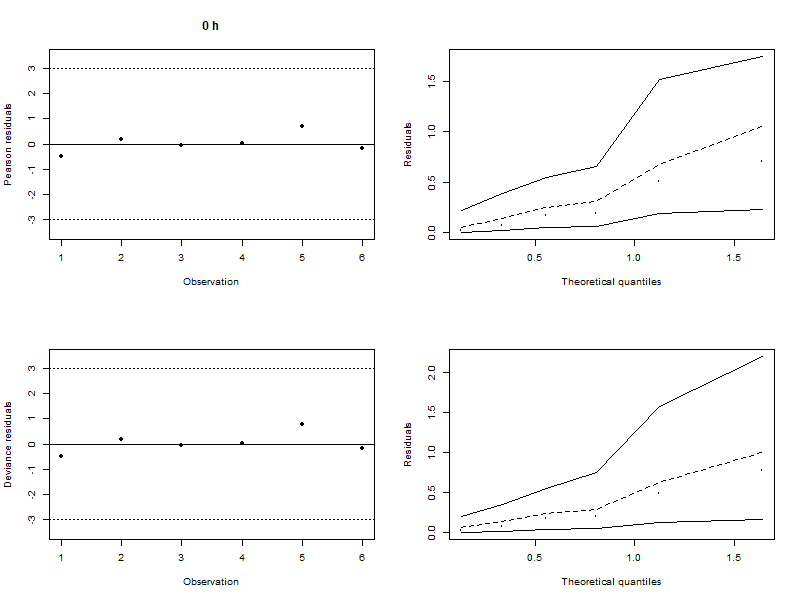 0 h
Pearson residuals
3
2
1
0
-1
-2
-3
1 2 3 4 5 6
Observation
Residuals
1.5
1.0
0.5
0.0
0.5 1.0 1.5
Theoretical quantiles
Deviance residuals
3
2
1
0
-1
-2
-3
1 2 3 4 5 6
Observation
Residuals
2.0
1.5
1.0
0.5
0.0
0.5 1.0 1.5
Theoretical quantiles